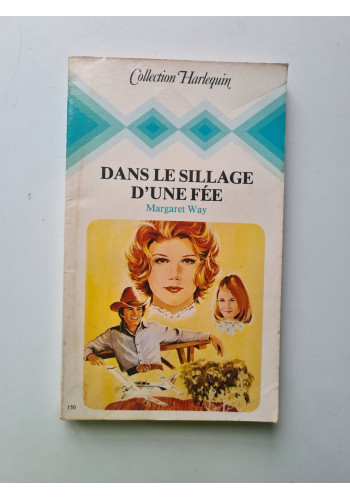 Collection Harlequin
DANS LE SILLAGE
D'UNE FÉE
Margaret Way
150